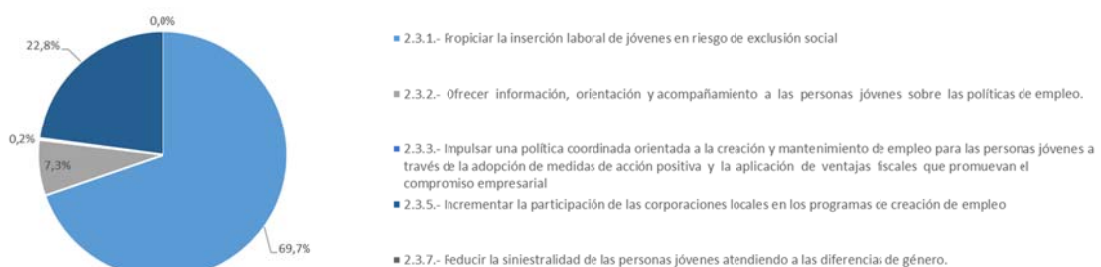 0,0%
22,8%
0,2%
7,3%
69,7%
2.3.1.- Propiciar la inserción laboral de jóvenes en riesgo de exclusión social
2.3.2.- Ofrecer información, orientación y acompañamiento a las personas jóvenes sobre las políticas de empleo.
2.3.3.- Impulsar una política coordinada orientada a la creación y mantenimiento de empleo para las personas jóvenes a
través de la adopción de medidas de acción positiva y la aplicación de ventajas fiscales que promuevan el
compromiso empresarial
2.3.5.- Incrementar la participación de las corporaciones locales en los programas de creación de empleo
2.3.7.- Reducir la siniestralidad de las personas jóvenes atendiendo a las diferencias de género.